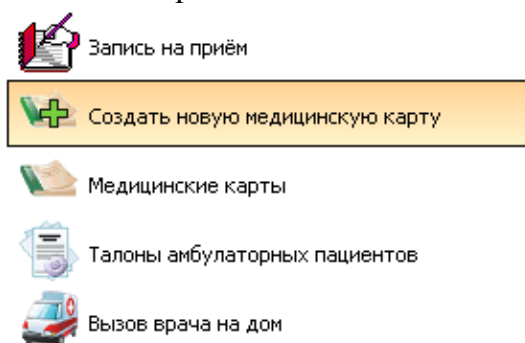 Запись на приём
Создать новую медицинскую карту
Медицинские карты
Талоны амбулаторных пациентов
Вызов врача на дом